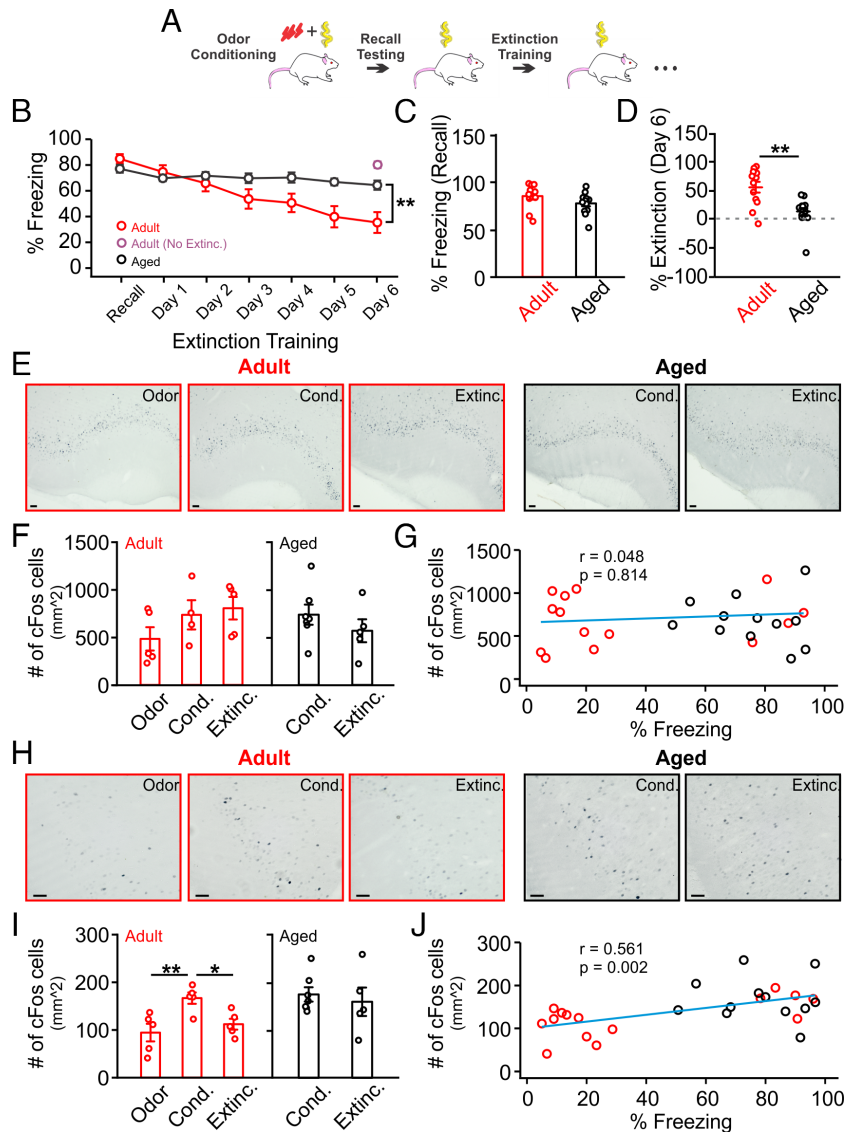 A
Odor
Conditioning
+
Recall
Testing
Extinction
Training
...
B
% Freezing
100
80
60
40
20
0
Adult
Adult (No Extinc.)
Aged
**
Recall
Day 1
Day 2
Day 3
Day 4
Day 5
Day 6
Extinction Training
C
% Freezing (Recall)
150
100
50
0
Adult
Aged
D
% Extinction (Day 6)
150
100
50
0
-50
-100
**
Adult
Aged
E
Adult
Aged
Odor
Cond.
Extinc.
Cond.
Extinc.
F
# of cFos cells
(mm^2)
1500
1000
500
0
Adult
Aged
Odor
Cond.
Extinc.
Cond.
Extinc.
G
# of cFos cells
(mm^2)
1500
1000
500
0
r = 0.048
p = 0.814
0 20 40 60 80 100
% Freezing
H
Adult
Aged
Odor
Cond.
Extinc.
Cond.
Extinc.
I
# of cFos cells
(mm^2)
300
200
100
0
Adult
Aged
** *
Odor
Cond.
Extinc.
Cond.
Extinc.
J
# of cFos cells
(mm^2)
300
200
100
0
r = 0.561
p = 0.002
0 20 40 60 80 100
% Freezing